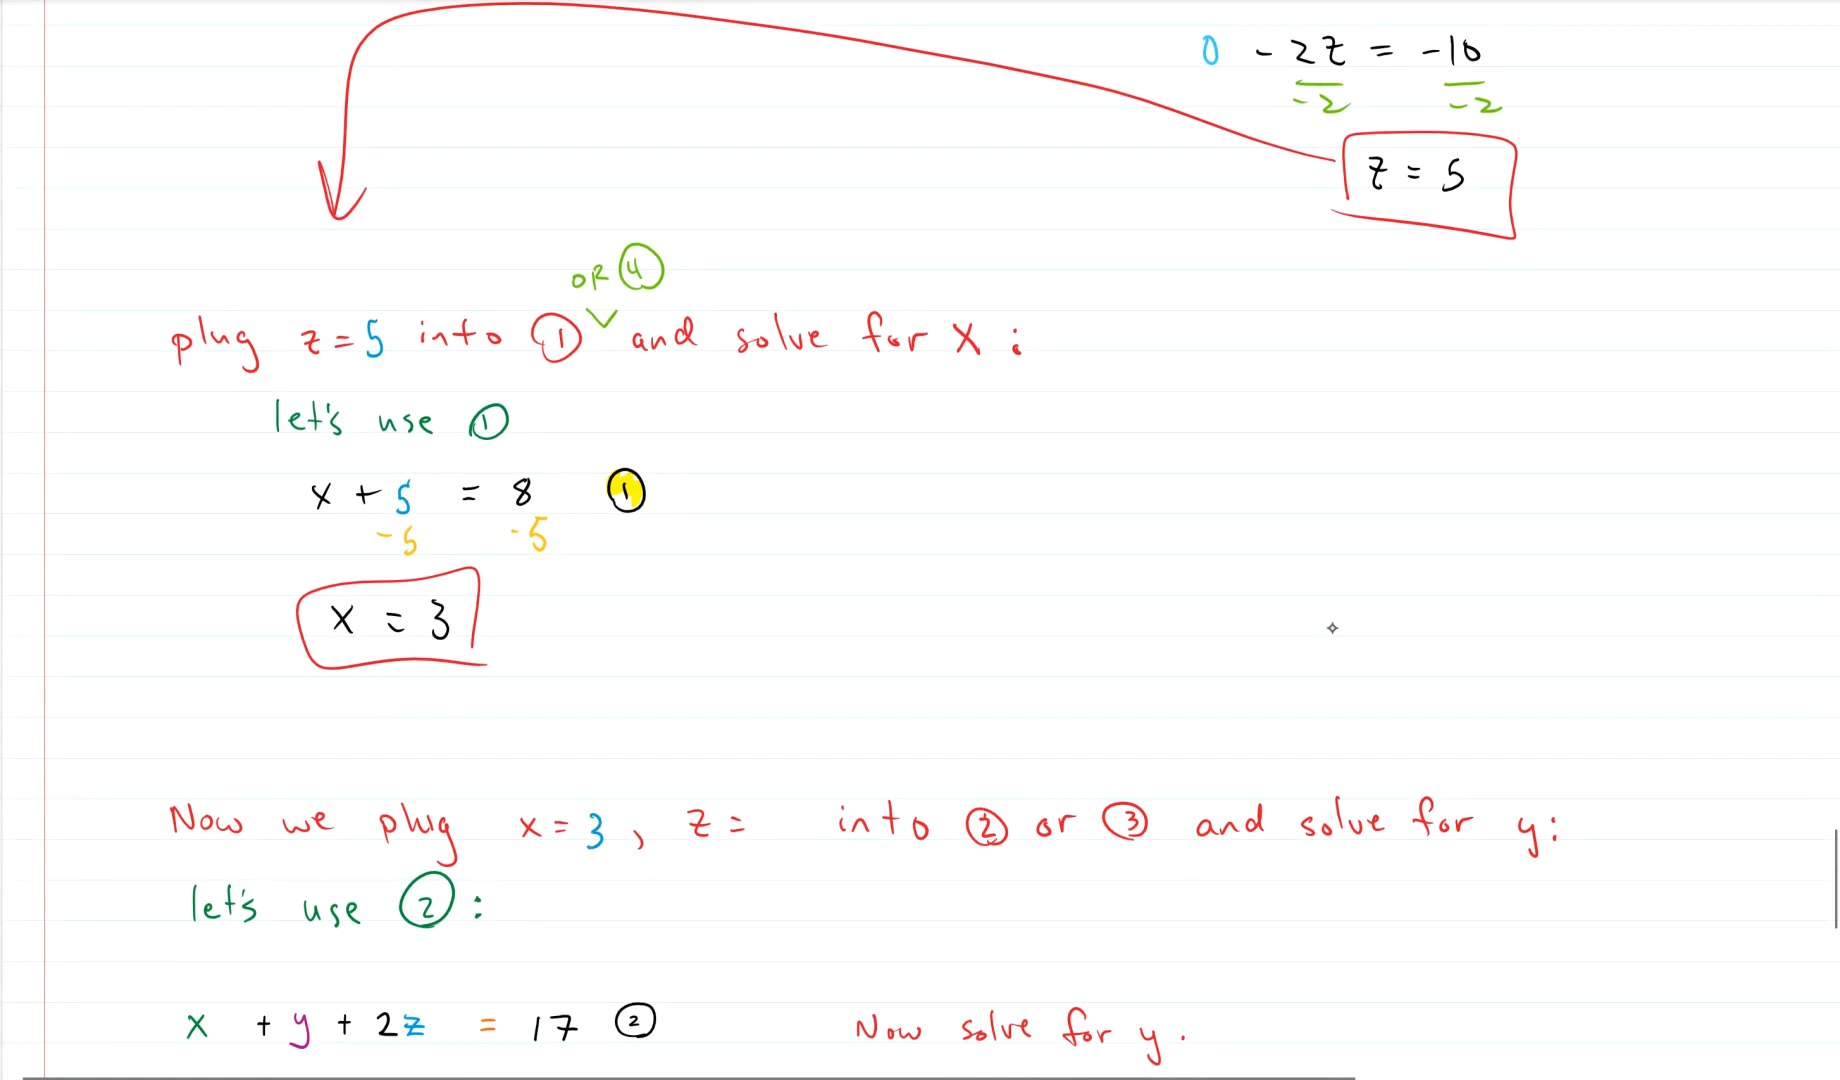 0 - 2z = -10
-2 -2
z = 5
OR ④
plug z = 5 into ① and solve for x :
let's use ①
x + 5 = 8 ①
-5 -5
x = 3
Now we plug x = 3 , z = into ② or ③ and solve for y :
let's use ② :
x + y + 2z = 17 ② Now solve for y .